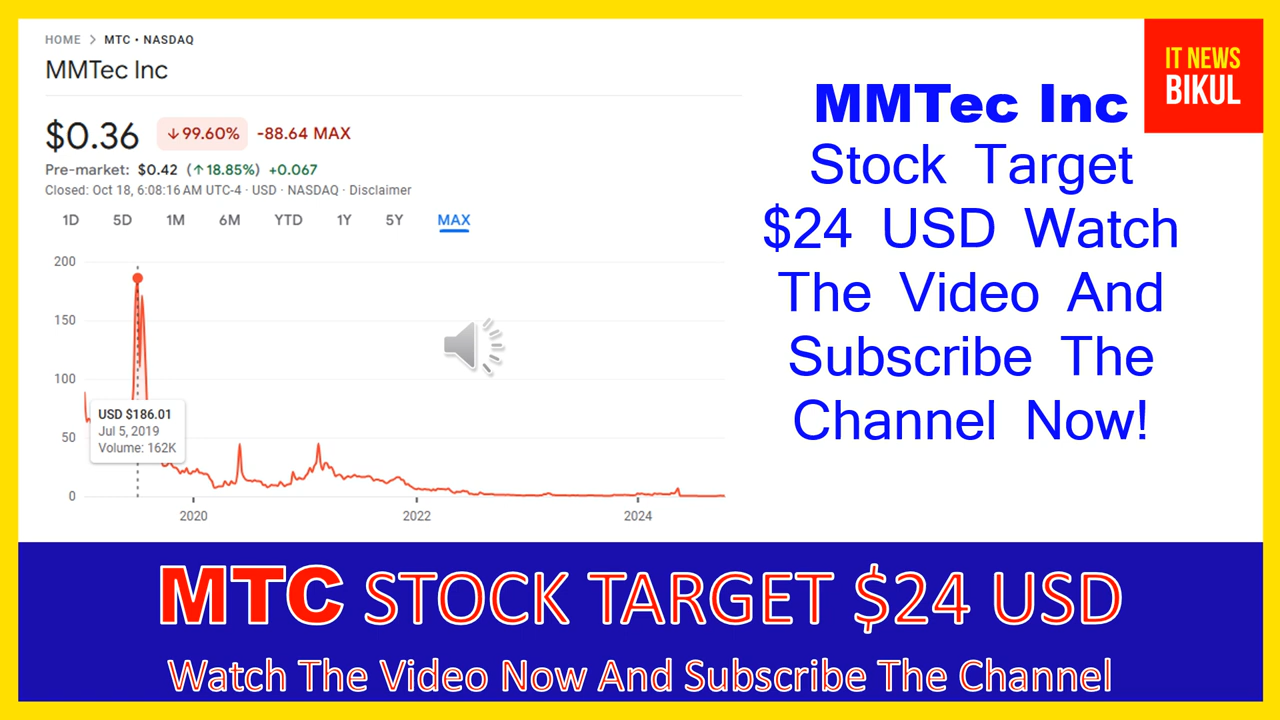 HOME > MTC • NASDAQ
MMTec Inc
$0.36 ↓99.60% -88.64 MAX
Pre-market: $0.42 (↑18.85%) +0.067
Closed: Oct 18, 6:08:16 AM UTC-4 · USD · NASDAQ · Disclaimer
1D 5D 1M 6M YTD 1Y 5Y MAX
200
150
100
50
0
USD $186.01
Jul 5, 2019
Volume: 162K
2020 2022 2024
MMTec Inc
Stock Target
$24 USD Watch
The Video And
Subscribe The
Channel Now!
IT NEWS
BIKUL
MTC STOCK TARGET $24 USD
Watch The Video Now And Subscribe The Channel